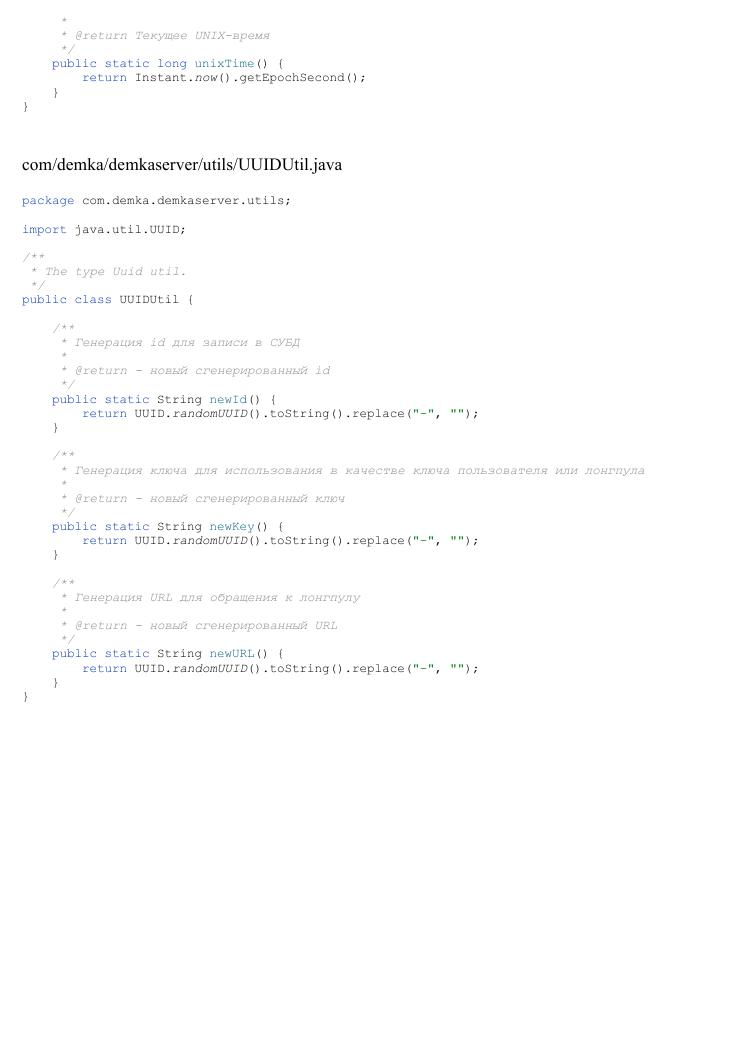 *
     * @return Текущее UNIX-время
     */
    public static long unixTime() {
        return Instant.now().getEpochSecond();
    }
}
com/demka/demkaserver/utils/UUIDUtil.java
package com.demka.demkaserver.utils;
import java.util.UUID;
/**
 * The type Uuid util.
 */
public class UUIDUtil {
    /**
     * Генерация id для записи в СУБД
     *
     * @return - новый сгенерированный id
     */
    public static String newId() {
        return UUID.randomUUID().toString().replace("-", "");
    }
    /**
     * Генерация ключа для использования в качестве ключа пользователя или лонгпула
     *
     * @return - новый сгенерированный ключ
     */
    public static String newKey() {
        return UUID.randomUUID().toString().replace("-", "");
    }
    /**
     * Генерация URL для обращения к лонгпулу
     *
     * @return - новый сгенерированный URL
     */
    public static String newURL() {
        return UUID.randomUUID().toString().replace("-", "");
    }
}